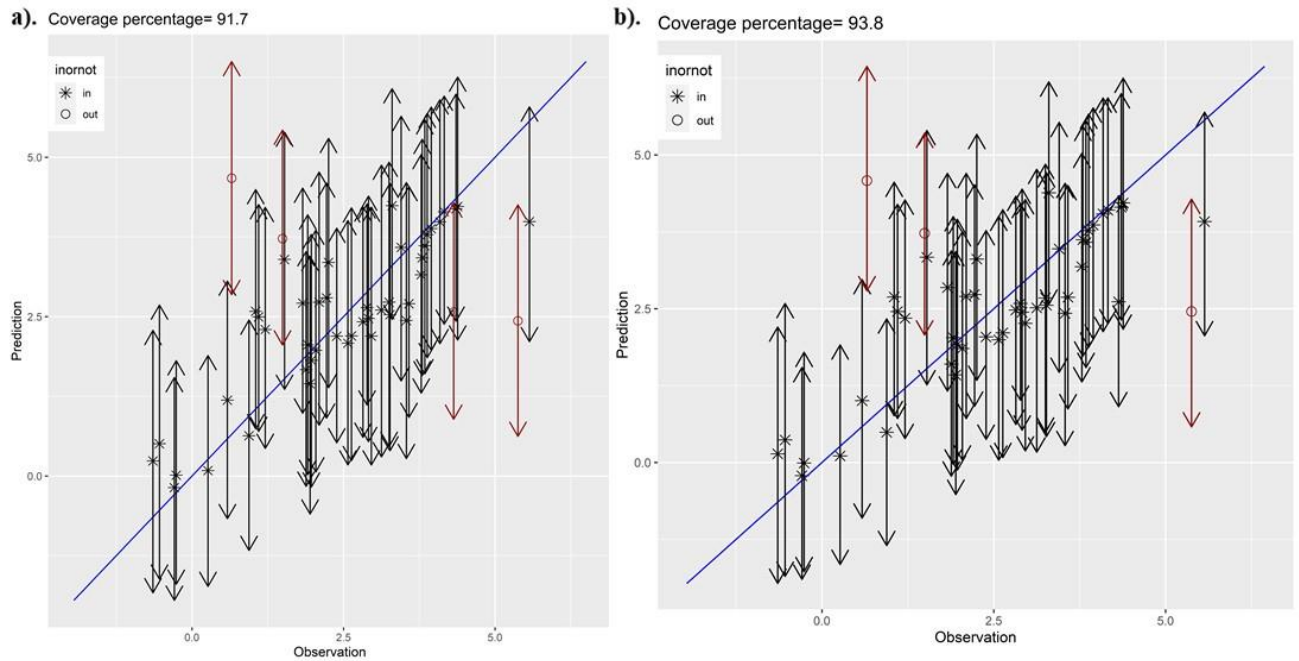 a). Coverage percentage= 91.7
inornot
in
out
5.0
2.5
0.0
Prediction
0.0 2.5 5.0
Observation
b). Coverage percentage= 93.8
inornot
in
out
5.0
2.5
0.0
Prediction
0.0 2.5 5.0
Observation